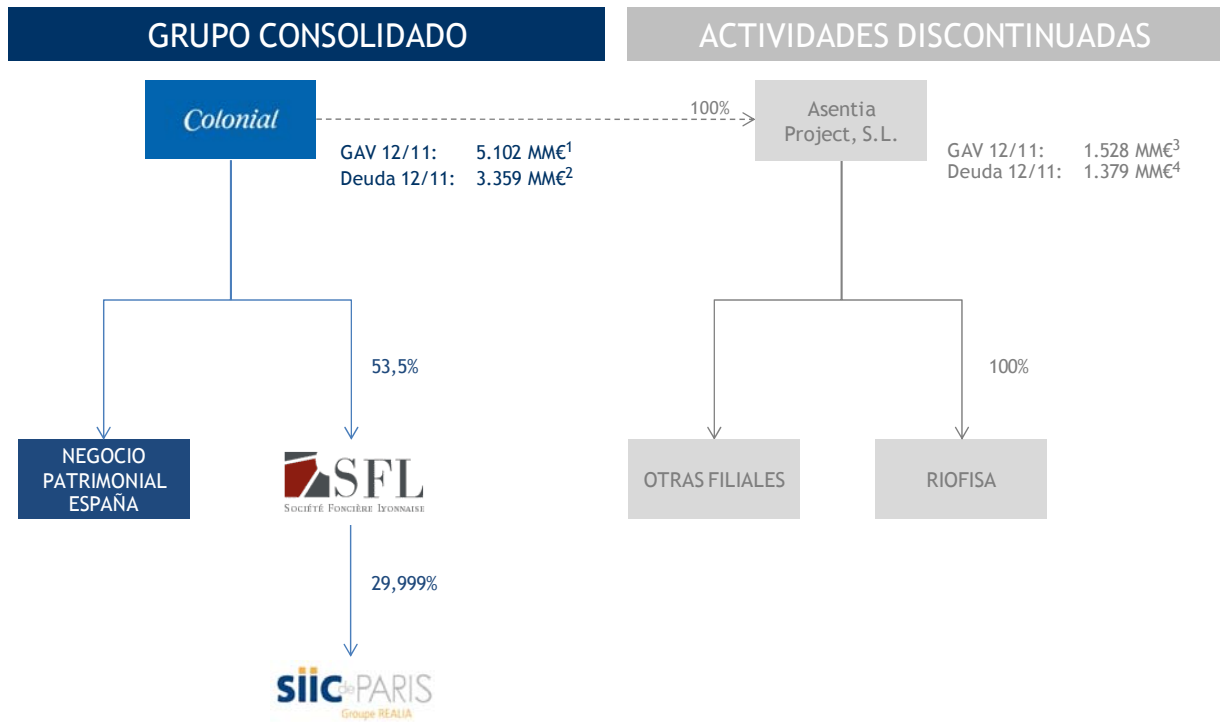 GRUPO CONSOLIDADO
ACTIVIDADES DISCONTINUADAS
Colonial
100%
Asentia
Project, S.L.
GAV 12/11: 5.102 MM€1
Deuda 12/11: 3.359 MM€2
GAV 12/11: 1.528 MM€3
Deuda 12/11: 1.379 MM€4
53,5%
100%
NEGOCIO
PATRIMONIAL
ESPAÑA
SFL
SOCIÉTÉ FONCIÈRE LYONNAISE
OTRAS FILIALES
RIOFISA
29,999%
SIIC de PARIS
Groupe REALIA